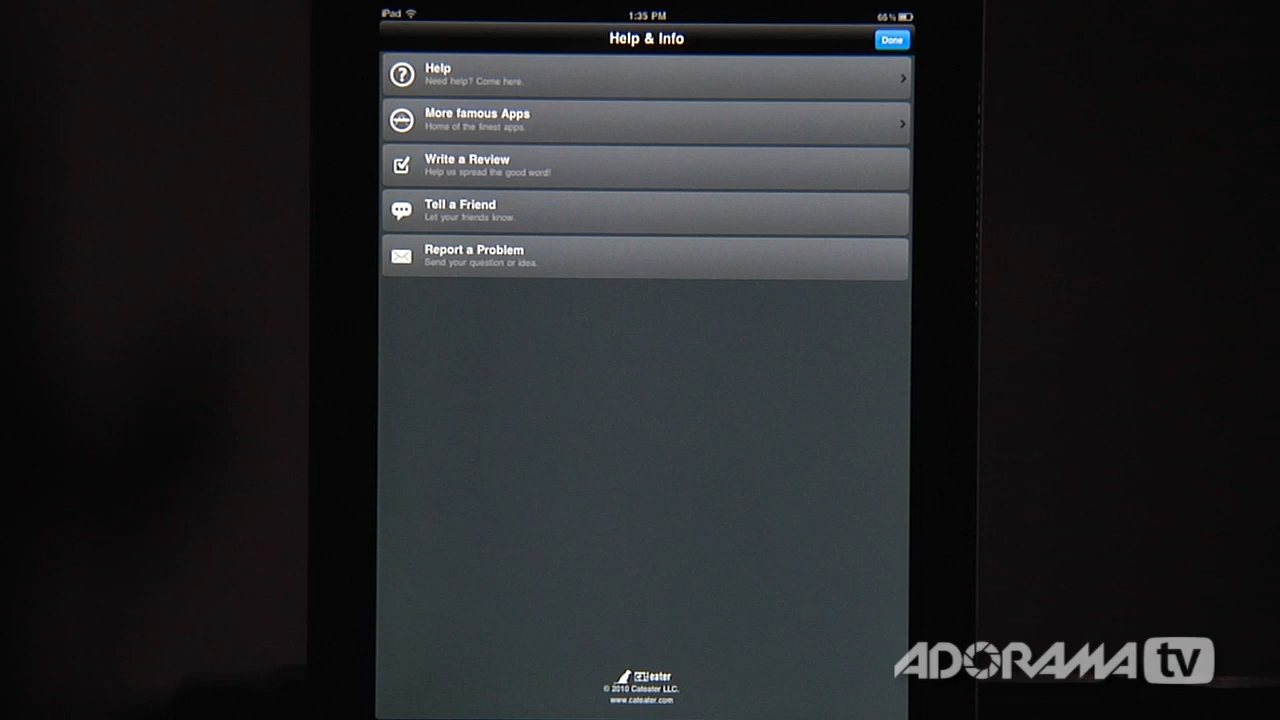 iPad
1:35 PM
66%
Help & Info
Done
Help
Need help? Come here.
More famous Apps
Home of the finest apps.
Write a Review
Help us spread the good word!
Tell a Friend
Let your friends know.
Report a Problem
Send your question or idea.
cateater
© 2010 Cateater LLC.
www.cateater.com
ADORAMA tv